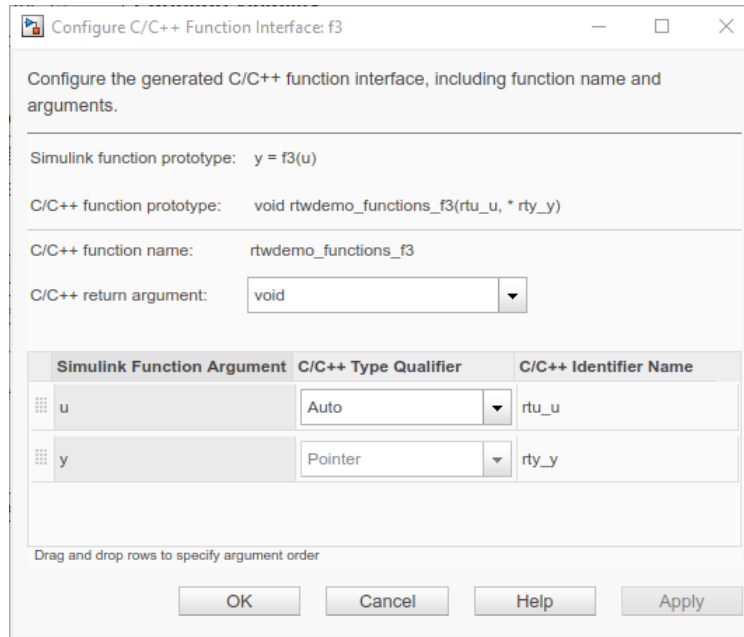 Configure C/C++ Function Interface: f3
Configure the generated C/C++ function interface, including function name and
arguments.
Simulink function prototype: y = f3(u)
C/C++ function prototype: void rtwdemo_functions_f3(rtu_u, * rty_y)
C/C++ function name: rtwdemo_functions_f3
C/C++ return argument: void
Simulink Function Argument C/C++ Type Qualifier C/C++ Identifier Name
u Auto rtu_u
y Pointer rty_y
Drag and drop rows to specify argument order
OK Cancel Help Apply